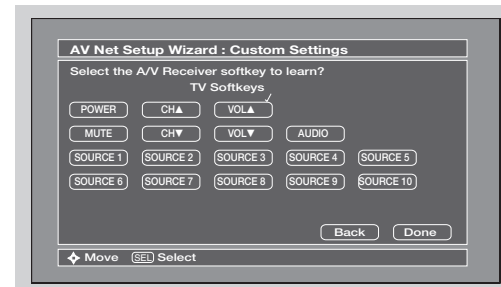 AV Net Setup Wizard : Custom Settings
Select the A/V Receiver softkey to learn?
TV Softkeys
POWER CH▲ VOL▲
MUTE CH▼ VOL▼ AUDIO
SOURCE 1 SOURCE 2 SOURCE 3 SOURCE 4 SOURCE 5
SOURCE 6 SOURCE 7 SOURCE 8 SOURCE 9 SOURCE 10
Back Done
Move SEL Select